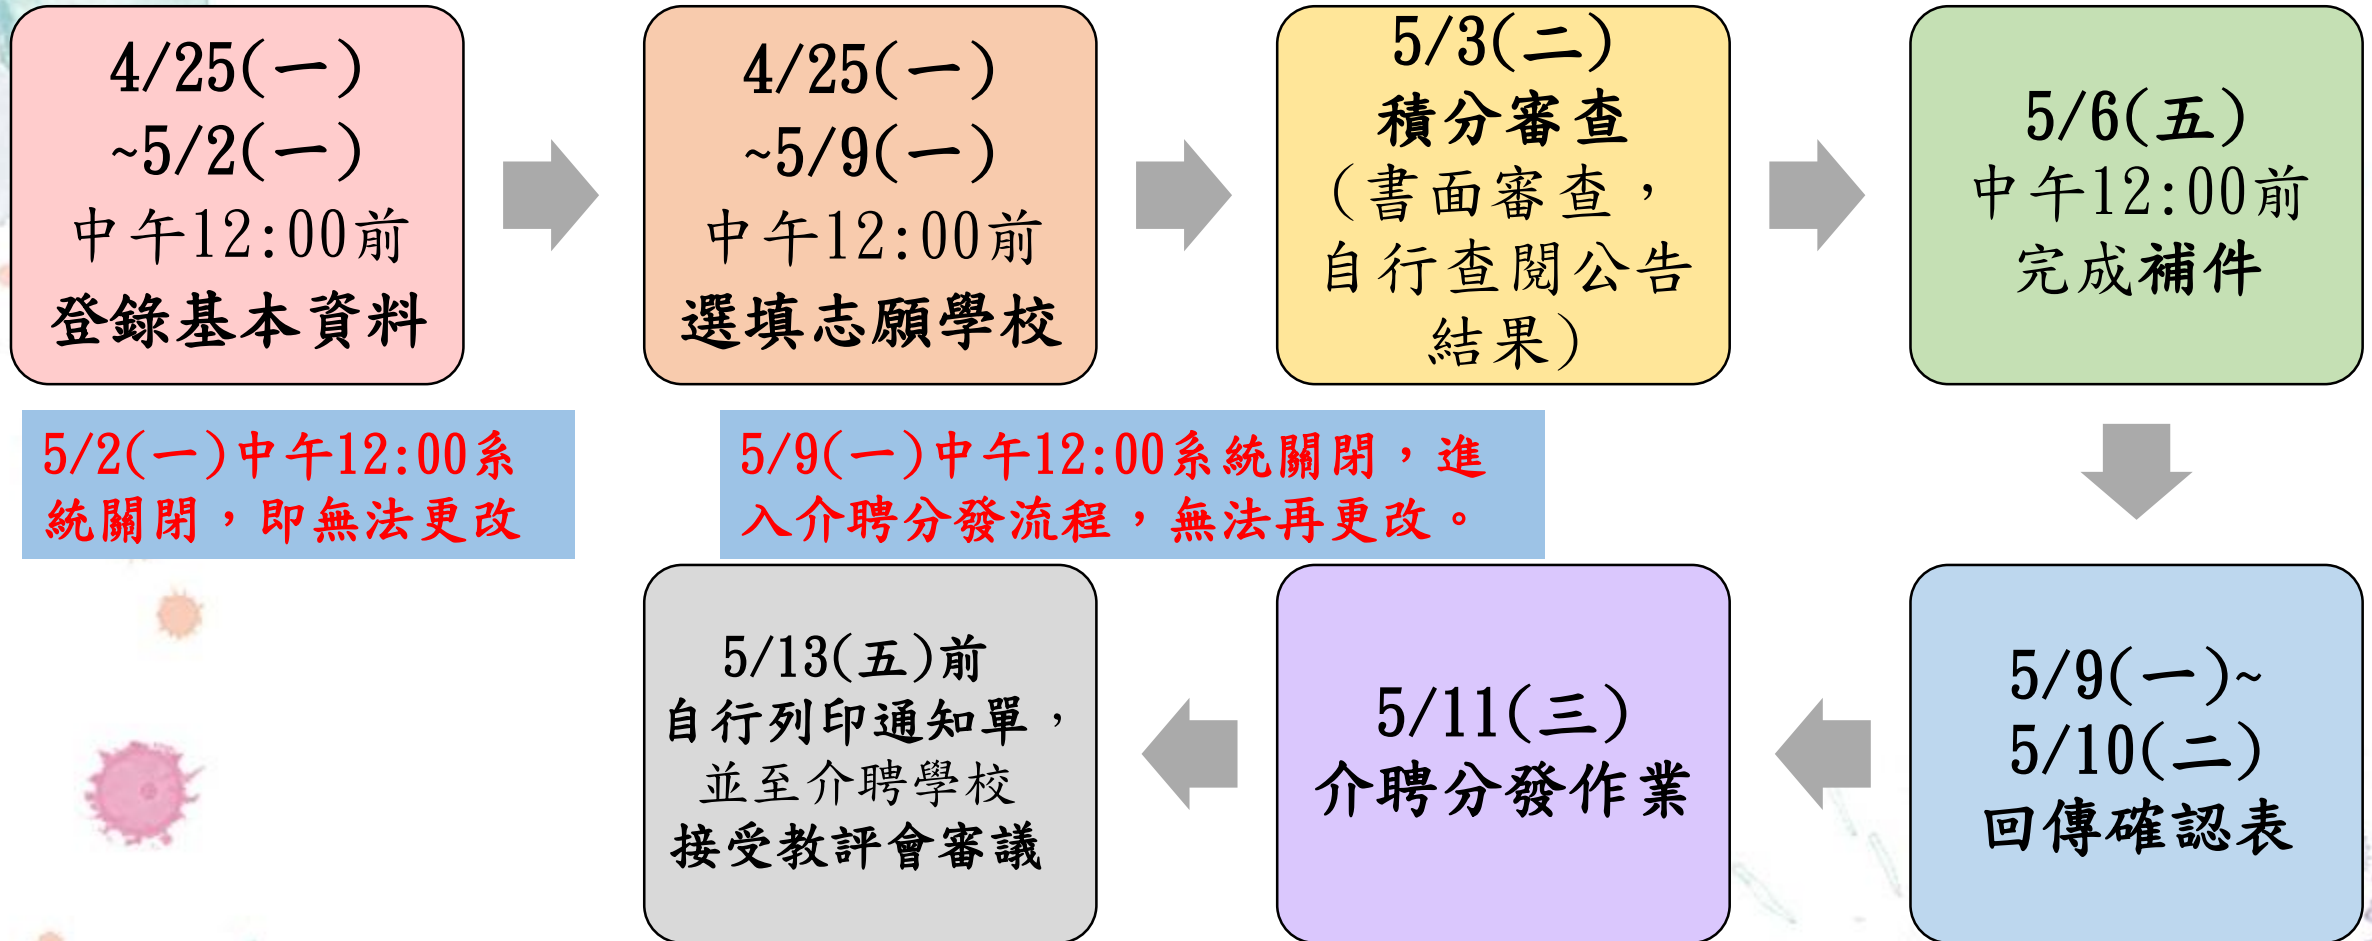 4/25(一)
~5/2(一)
中午12:00前
登錄基本資料
4/25(一)
~5/9(一)
中午12:00前
選填志願學校
5/3(二)
積分審查
（書面審查，
自行查閱公告
結果）
5/6(五)
中午12:00前
完成補件
5/2(一)中午12:00系
統關閉，即無法更改
5/9(一)中午12:00系統關閉，進
入介聘分發流程，無法再更改。
5/9(一)~
5/10(二)
回傳確認表
5/11(三)
介聘分發作業
5/13(五)前
自行列印通知單，
並至介聘學校
接受教評會審議